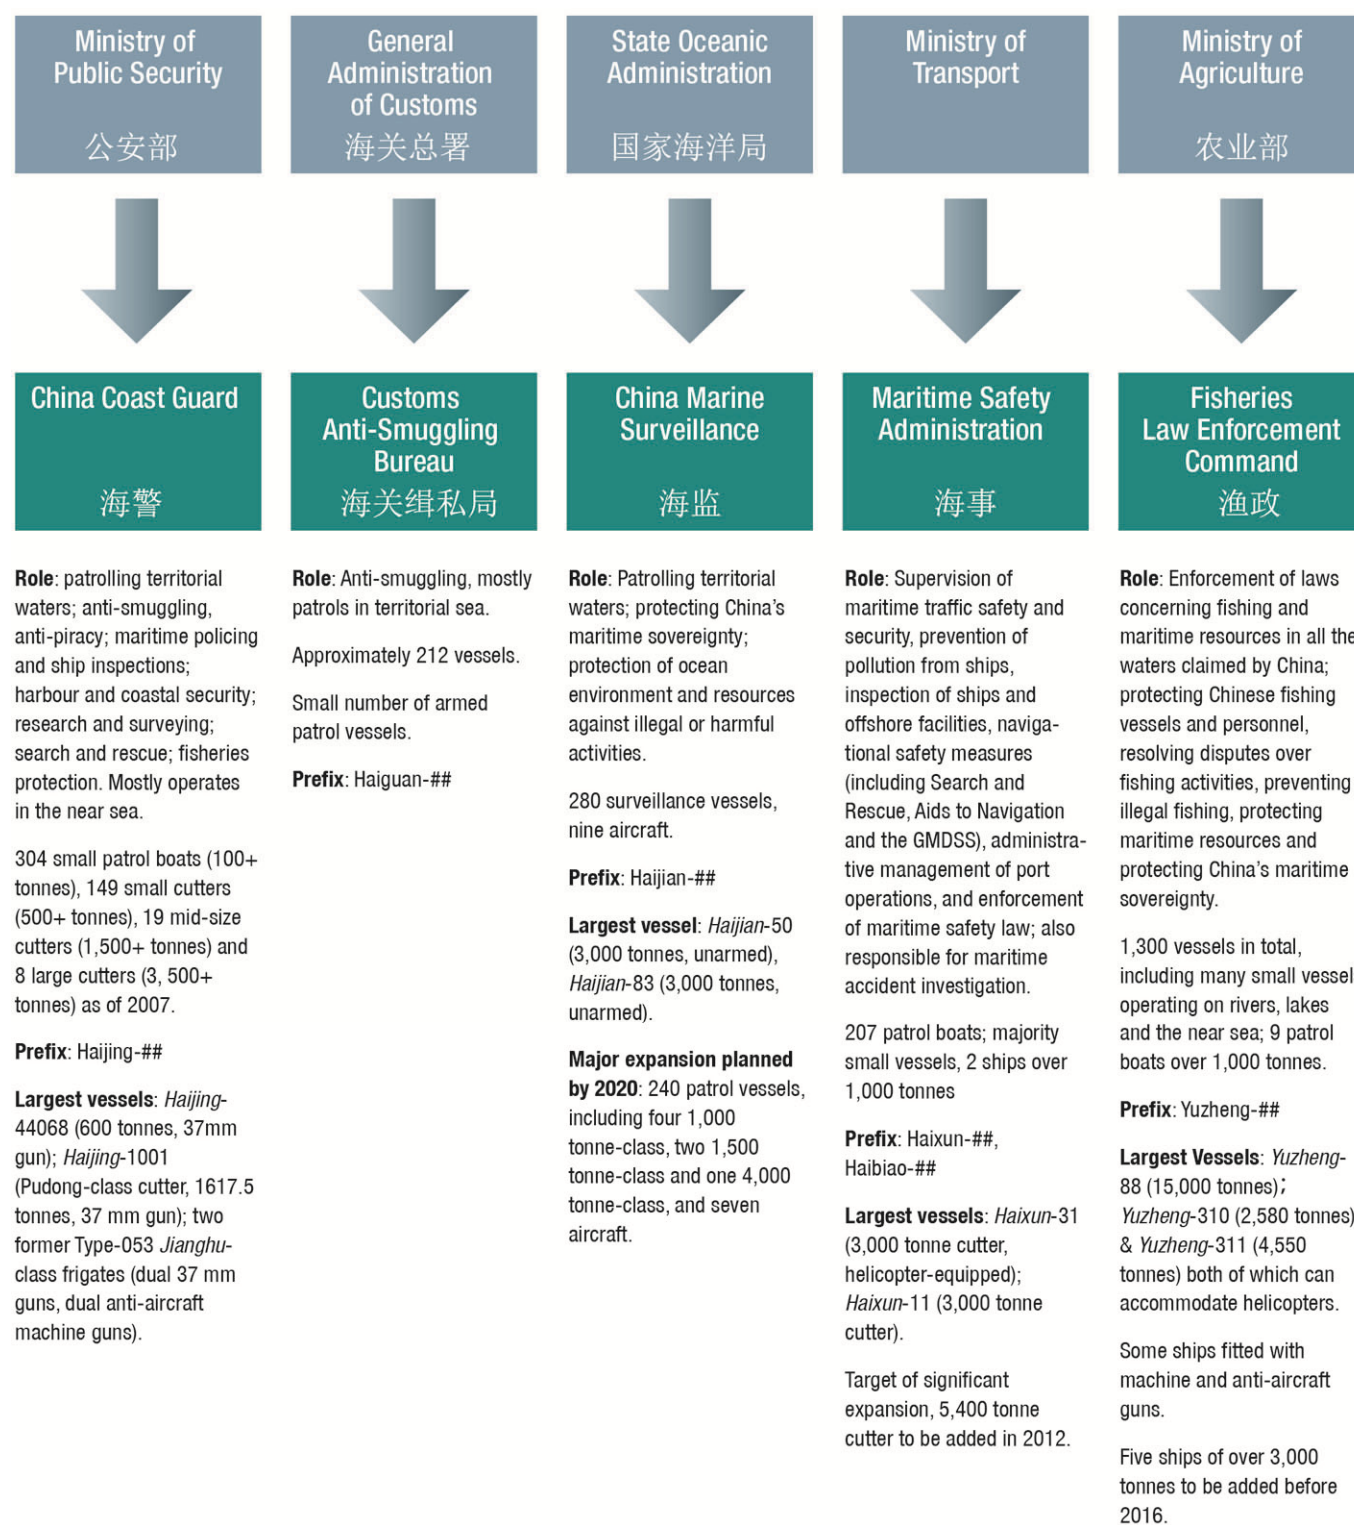 Ministry of
Public Security
公安部
General
Administration
of Customs
海关总署
State Oceanic
Administration
国家海洋局
Ministry of
Transport
Ministry of
Agriculture
农业部
China Coast Guard
海警
Customs
Anti-Smuggling
Bureau
海关缉私局
China Marine
Surveillance
海监
Maritime Safety
Administration
海事
Fisheries
Law Enforcement
Command
渔政
Role: patrolling territorial
waters; anti-smuggling,
anti-piracy; maritime policing
and ship inspections;
harbour and coastal security;
research and surveying;
search and rescue; fisheries
protection. Mostly operates
in the near sea.
304 small patrol boats (100+
tonnes), 149 small cutters
(500+ tonnes), 19 mid-size
cutters (1,500+ tonnes) and
8 large cutters (3, 500+
tonnes) as of 2007.
Prefix: Haijing-##
Largest vessels: Haijing-
44068 (600 tonnes, 37mm
gun); Haijing-1001
(Pudong-class cutter, 1617.5
tonnes, 37 mm gun); two
former Type-053 Jianghu-
class frigates (dual 37 mm
guns, dual anti-aircraft
machine guns).
Role: Anti-smuggling, mostly
patrols in territorial sea.
Approximately 212 vessels.
Small number of armed
patrol vessels.
Prefix: Haiguan-##
Role: Patrolling territorial
waters; protecting China's
maritime sovereignty;
protection of ocean
environment and resources
against illegal or harmful
activities.
280 surveillance vessels,
nine aircraft.
Prefix: Haijian-##
Largest vessel: Haijian-50
(3,000 tonnes, unarmed),
Haijian-83 (3,000 tonnes,
unarmed).
Major expansion planned
by 2020: 240 patrol vessels,
including four 1,000
tonne-class, two 1,500
tonne-class and one 4,000
tonne-class, and seven
aircraft.
Role: Supervision of
maritime traffic safety and
security, prevention of
pollution from ships,
inspection of ships and
offshore facilities, naviga-
tional safety measures
(including Search and
Rescue, Aids to Navigation
and the GMDSS), administra-
tive management of port
operations, and enforcement
of maritime safety law; also
responsible for maritime
accident investigation.
207 patrol boats; majority
small vessels, 2 ships over
1,000 tonnes
Prefix: Haixun-##,
Haibiao-##
Largest vessels: Haixun-31
(3,000 tonne cutter,
helicopter-equipped);
Haixun-11 (3,000 tonne
cutter).
Target of significant
expansion, 5,400 tonne
cutter to be added in 2012.
Role: Enforcement of laws
concerning fishing and
maritime resources in all the
waters claimed by China;
protecting Chinese fishing
vessels and personnel,
resolving disputes over
fishing activities, preventing
illegal fishing, protecting
maritime resources and
protecting China's maritime
sovereignty.
1,300 vessels in total,
including many small vessel
operating on rivers, lakes
and the near sea; 9 patrol
boats over 1,000 tonnes.
Prefix: Yuzheng-##
Largest Vessels: Yuzheng-
88 (15,000 tonnes);
Yuzheng-310 (2,580 tonnes)
& Yuzheng-311 (4,550
tonnes) both of which can
accommodate helicopters.
Some ships fitted with
machine and anti-aircraft
guns.
Five ships of over 3,000
tonnes to be added before
2016.